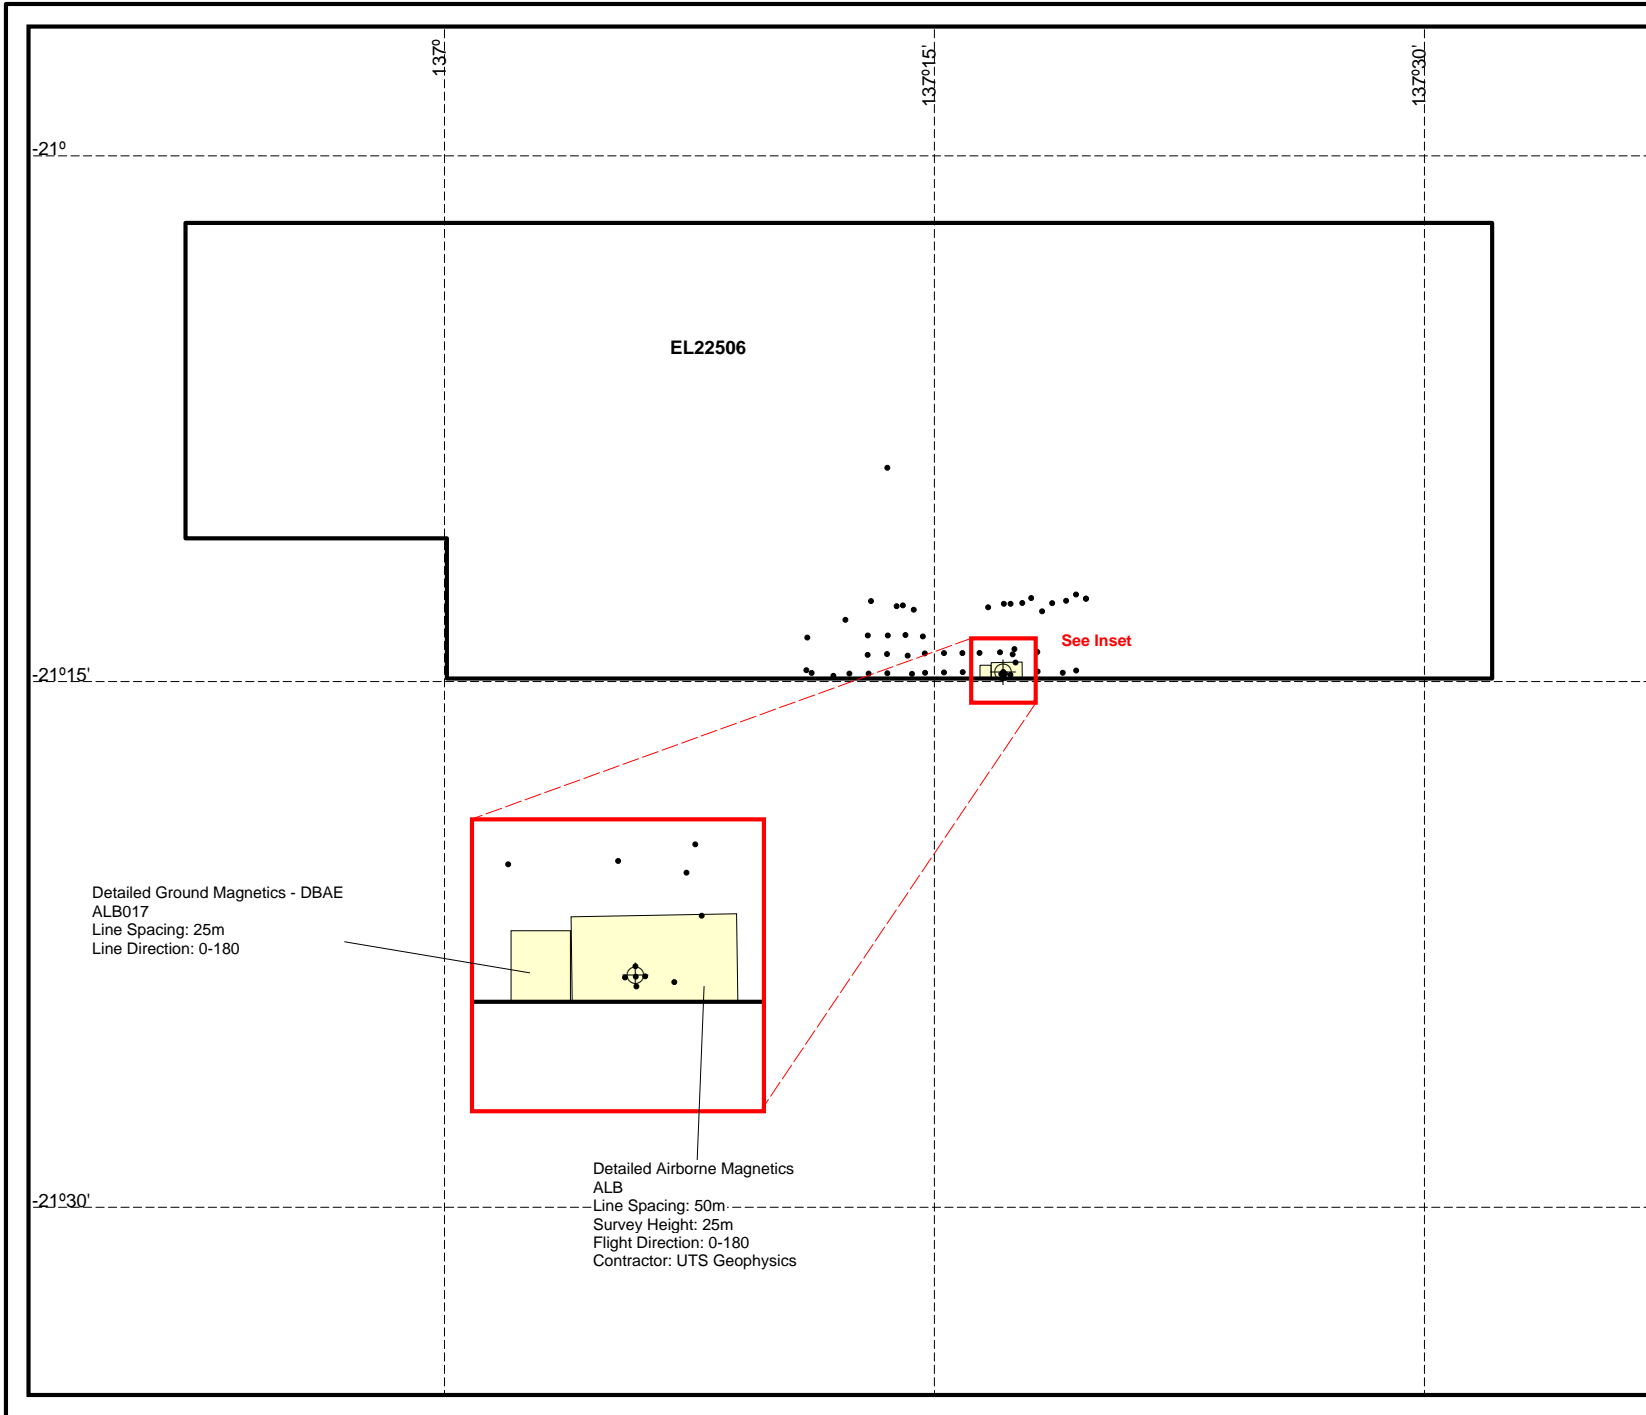 137º
137º15'
137º30'
-21º
EL22506
See Inset
-21º15'
Detailed Ground Magnetics - DBAE
ALB017
Line Spacing: 25m
Line Direction: 0-180
Detailed Airborne Magnetics
ALB
Line Spacing: 50m
Survey Height: 25m
Flight Direction: 0-180
Contractor: UTS Geophysics
-21º30'